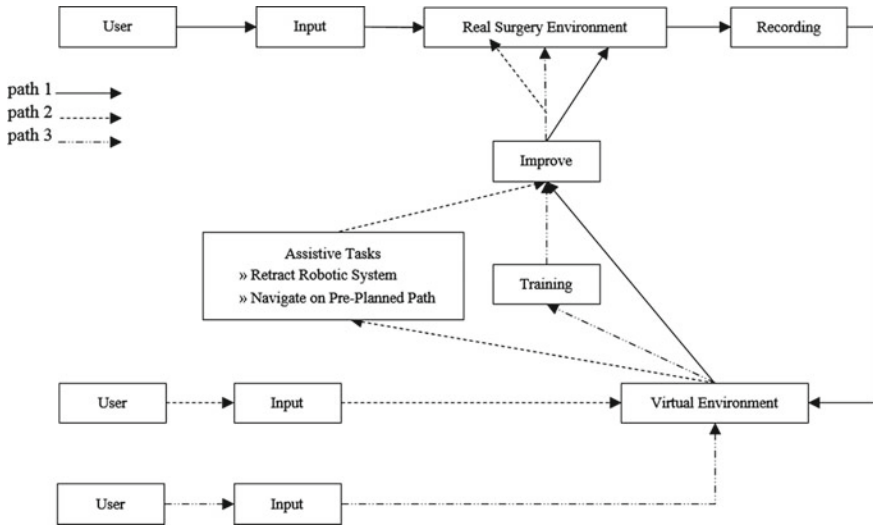 User
Input
Real Surgery Environment
Recording
path 1
path 2
path 3
Improve
Assistive Tasks
» Retract Robotic System
» Navigate on Pre-Planned Path
Training
User
Input
Virtual Environment
User
Input